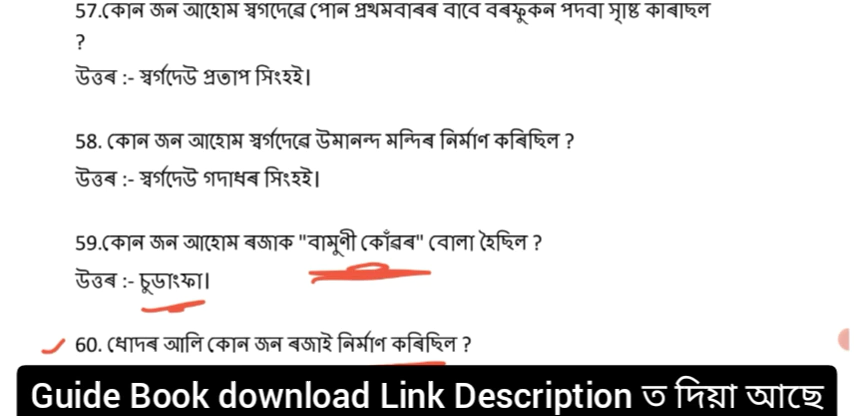 57.কোন জন আহোম স্বৰ্গদেৱে পোন প্ৰথমবাৰৰ বাবে বৰফুকন পদবী সৃষ্টি কৰিছিল
?
উত্তৰ :- স্বৰ্গদেউ প্ৰতাপ সিংহই।
58. কোন জন আহোম স্বৰ্গদেৱে উমানন্দ মন্দিৰ নিৰ্মাণ কৰিছিল ?
উত্তৰ :- স্বৰ্গদেউ গদাধৰ সিংহই।
59.কোন জন আহোম ৰজাক "বামুণী কোঁৱৰ" বোলা হৈছিল ?
উত্তৰ :- চুডাংফা।
60. ধোদৰ আলি কোন জন ৰজাই নিৰ্মাণ কৰিছিল ?
Guide Book download Link Description ত দিয়া আছে